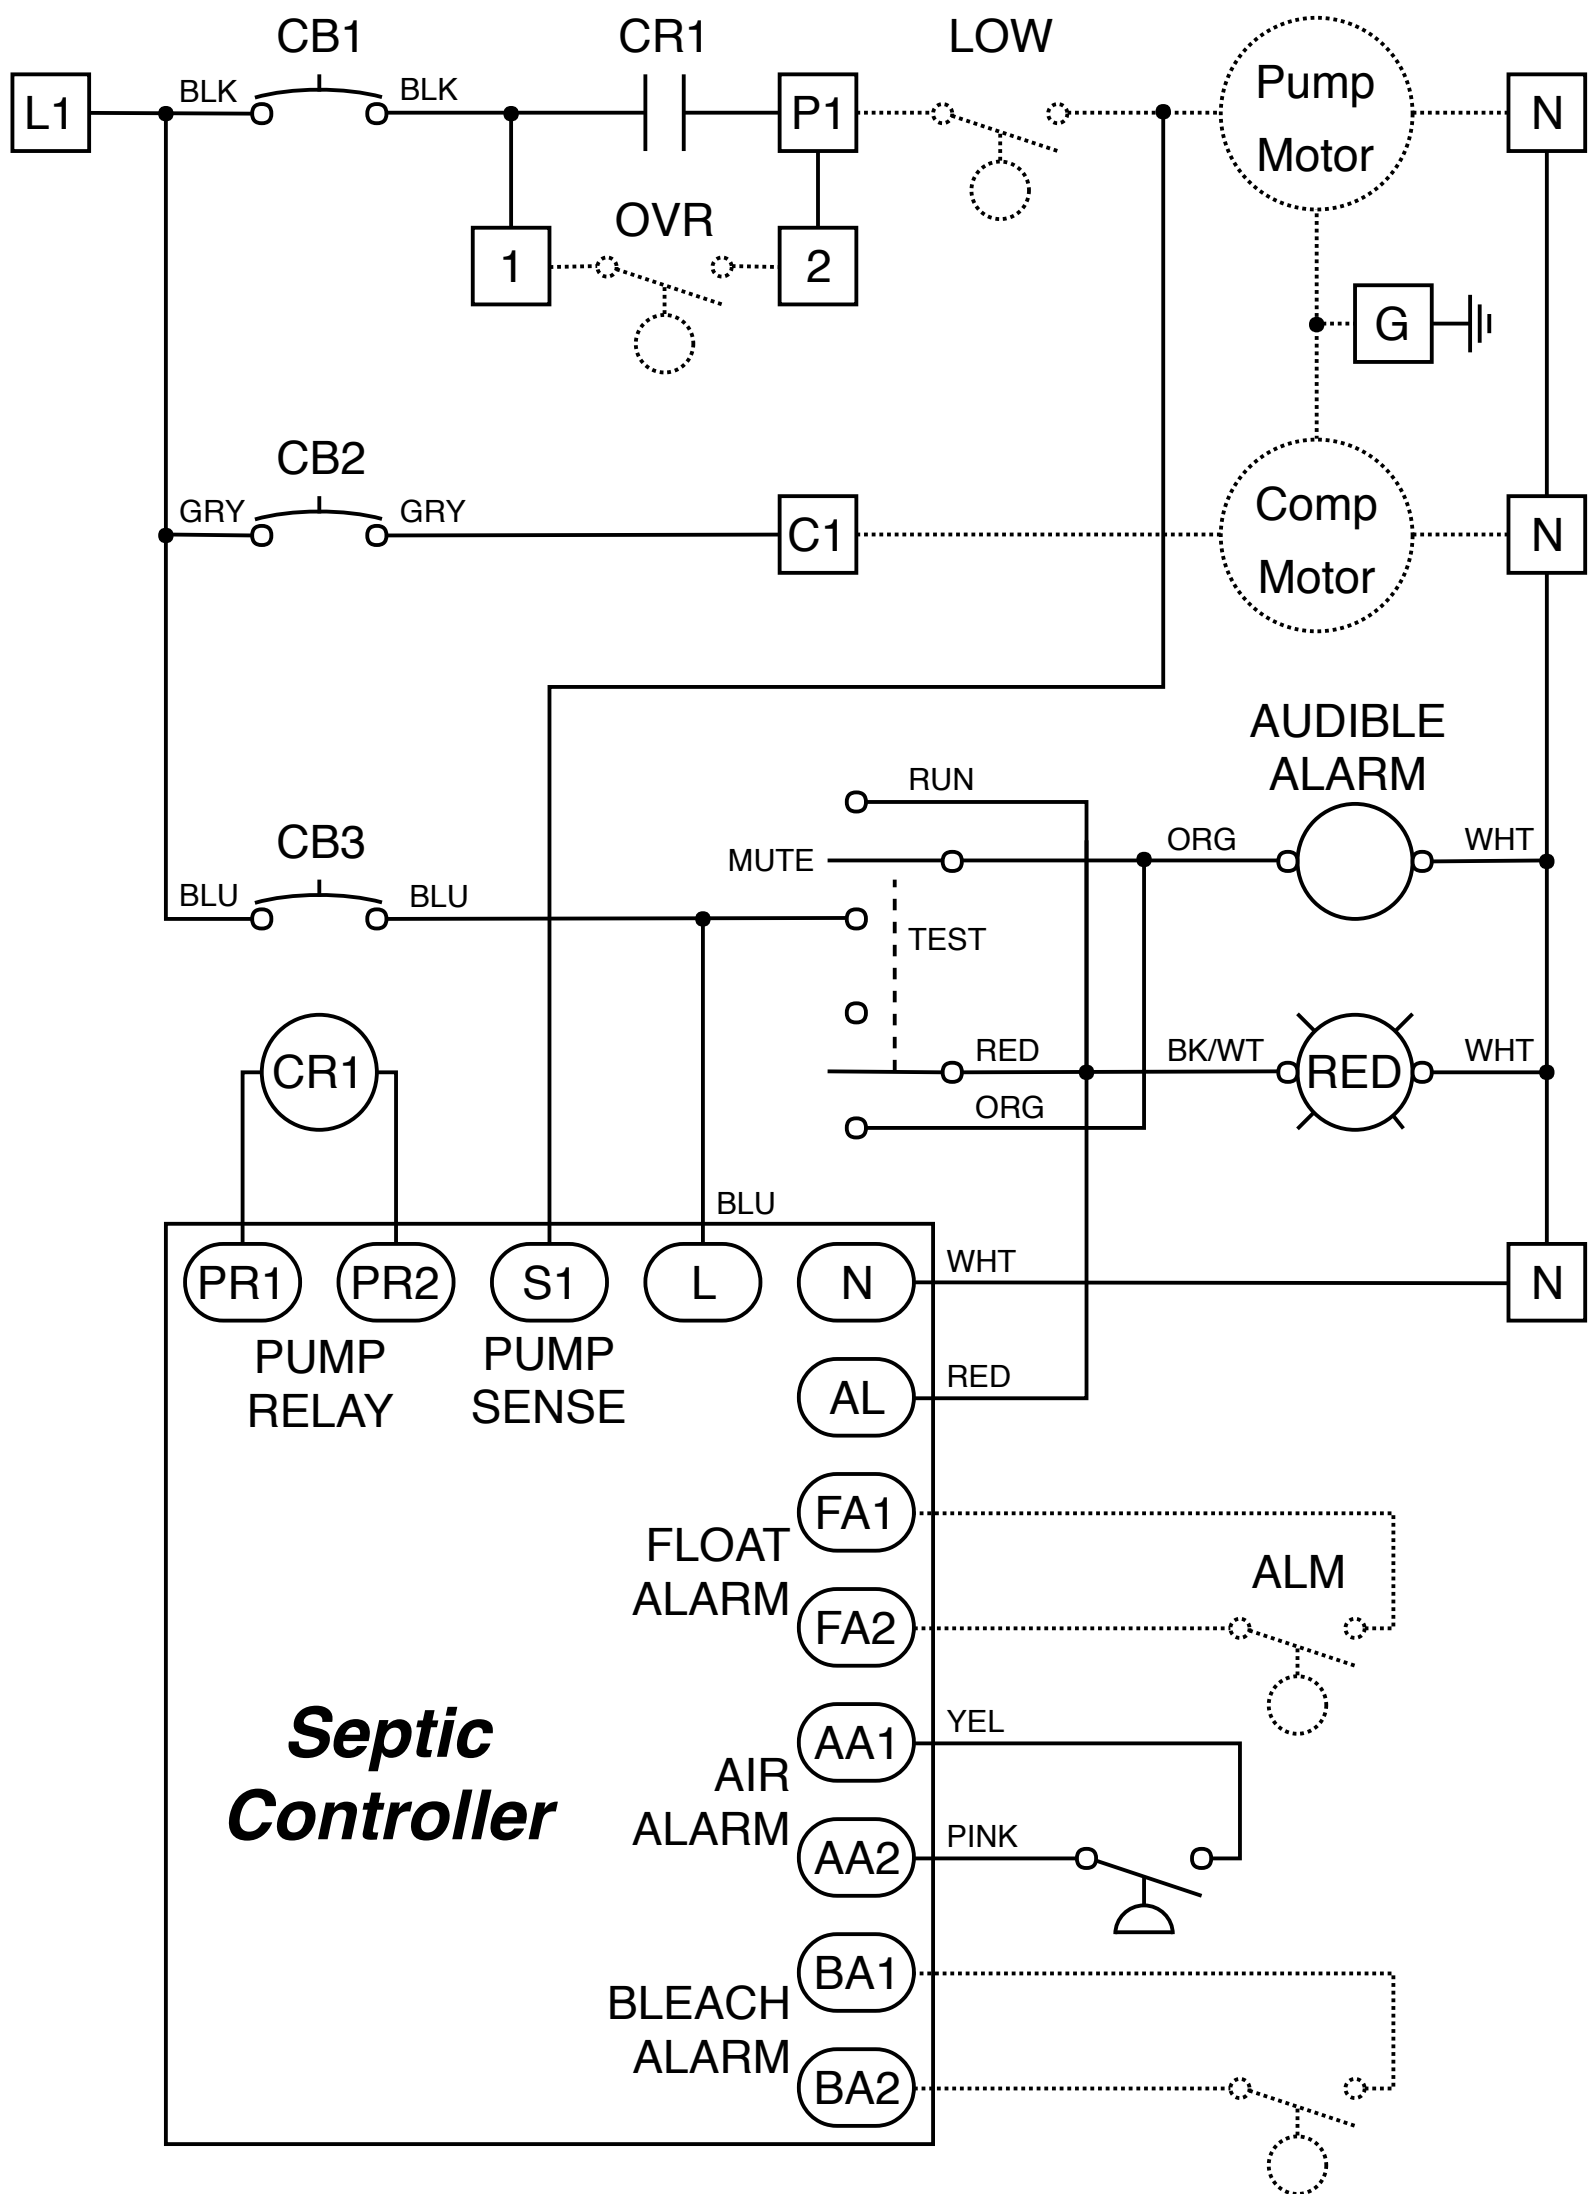 CB1
CR1
LOW
L1
BLK
BLK
P1
Pump
Motor
N
OVR
1
2
G
CB2
GRY
GRY
C1
Comp
Motor
N
AUDIBLE
ALARM
RUN
CB3
MUTE
ORG
WHT
BLU
BLU
TEST
CR1
RED
BK/WT
RED
WHT
ORG
BLU
PR1
PR2
S1
L
N
WHT
N
PUMP
RELAY
PUMP
SENSE
AL
RED
FA1
FLOAT
ALARM
ALM
FA2
Septic
Controller
AA1
YEL
AIR
ALARM
AA2
PINK
BA1
BLEACH
ALARM
BA2